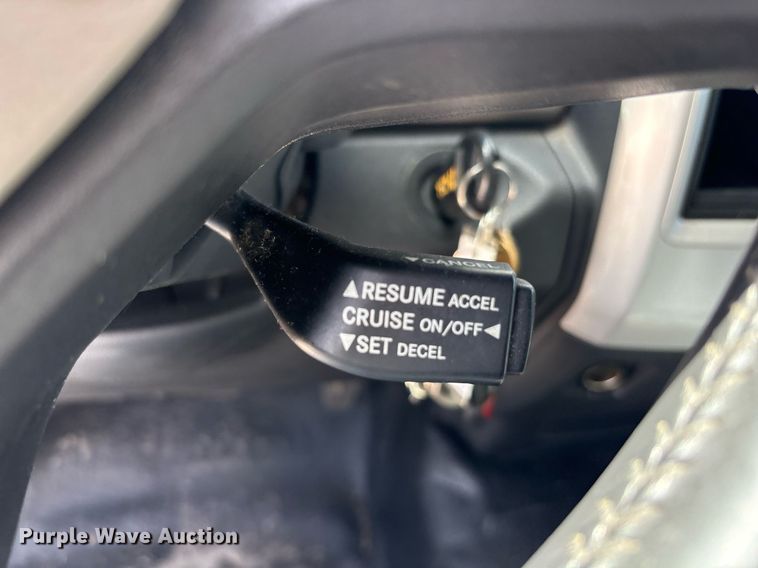 ▼CANCEL
▲RESUME ACCEL
CRUISE ON/OFF◀
▼SET DECEL
Purple Wave Auction